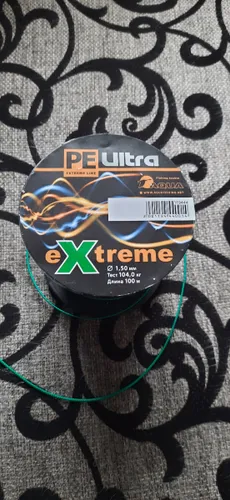 PE Ultra
EXTREME LINE
AQUA
eXtreme
Ø 1,50 мм
Тест 104,0 кг
Длина 100 м